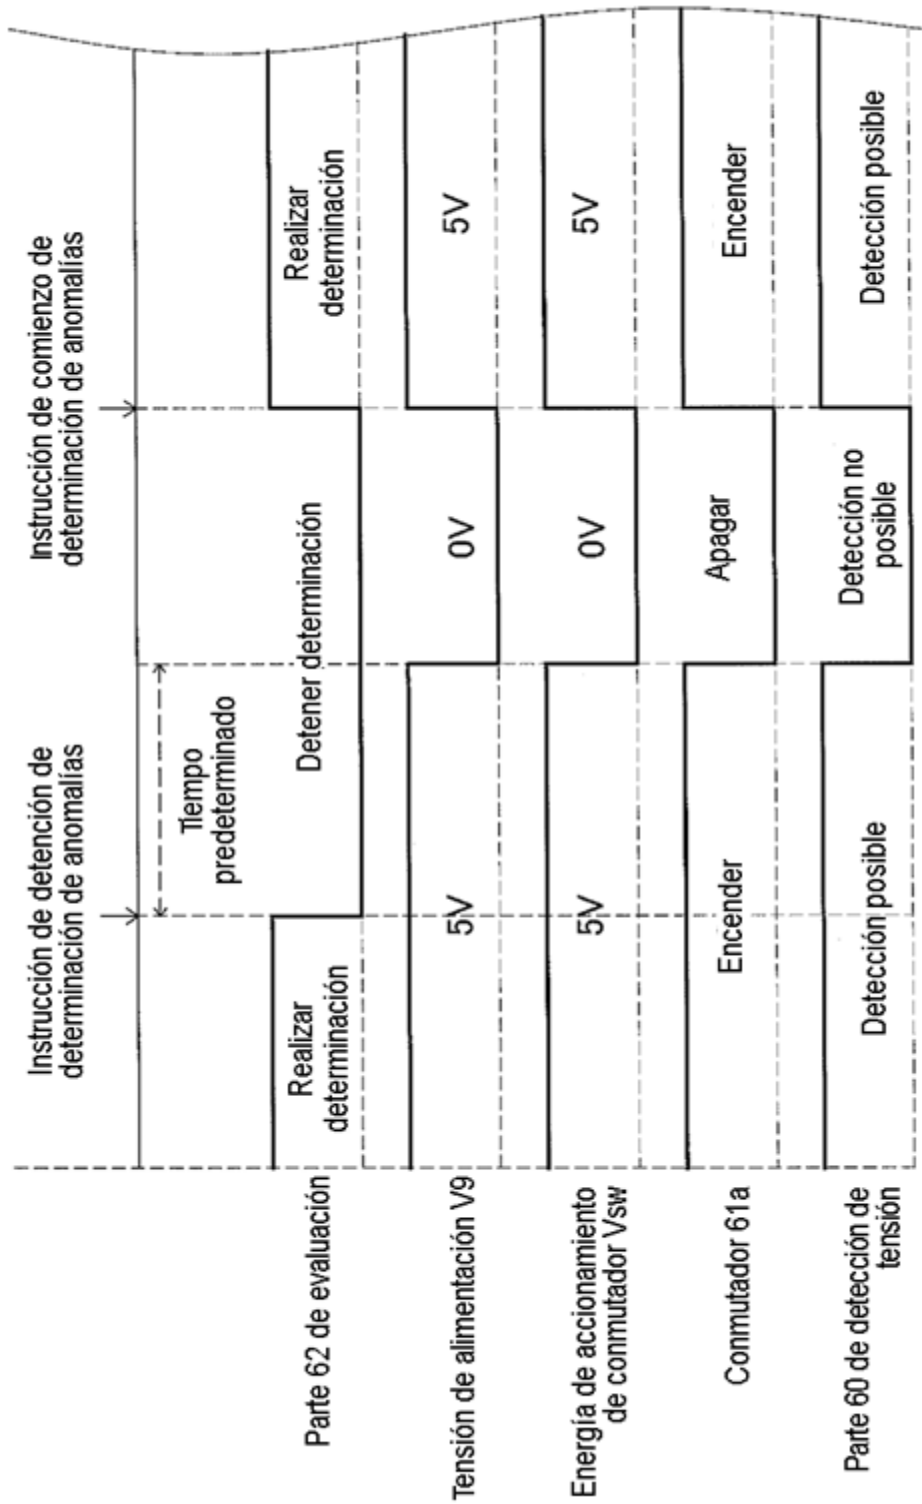 Instrucción de detención de
determinación de anomalías
Instrucción de comienzo de
determinación de anomalías
Tiempo
predeterminado
Parte 62 de evaluación
Realizar
determinación
Detener determinación
Realizar
determinación
Tensión de alimentación V9
5V
0V
5V
Energía de accionamiento
de conmutador Vsw
5V
0V
5V
Conmutador 61a
Encender
Apagar
Encender
Parte 60 de detección de
tensión
Detección posible
Detección no
posible
Detección posible